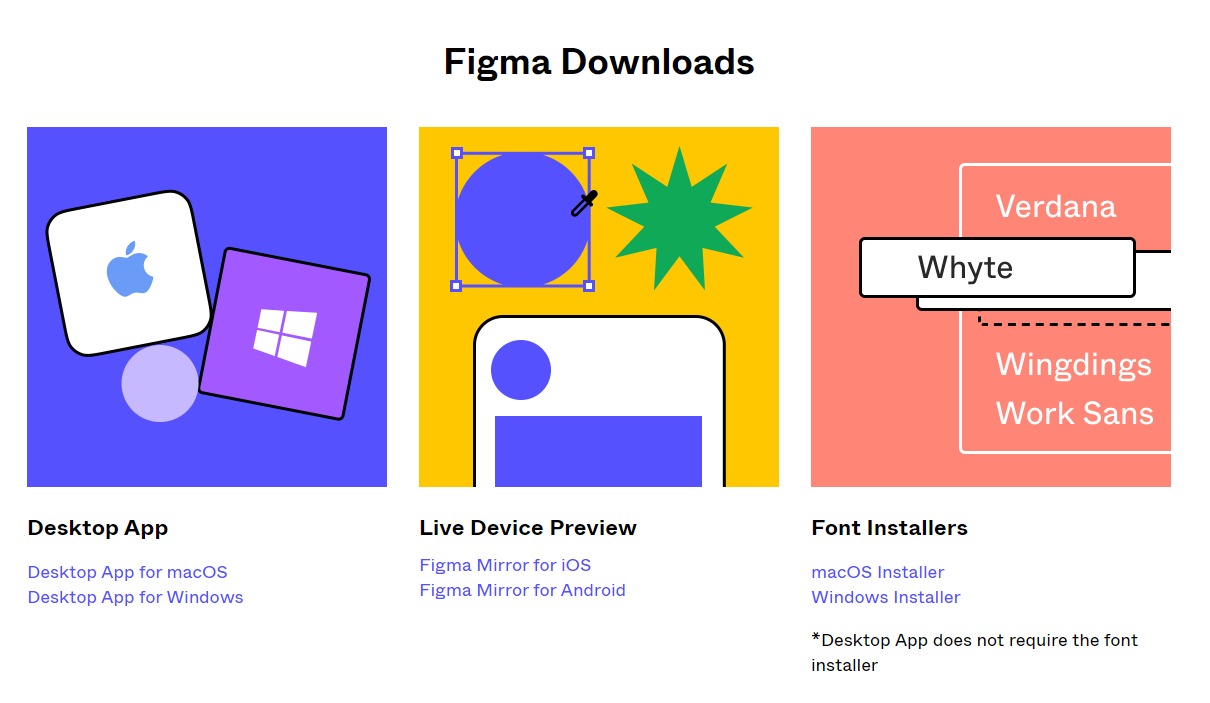 Figma Downloads
Verdana
Whyte
Wingdings
Work Sans
Desktop App
Desktop App for macOS
Desktop App for Windows
Live Device Preview
Figma Mirror for iOS
Figma Mirror for Android
Font Installers
macOS Installer
Windows Installer
*Desktop App does not require the font
installer